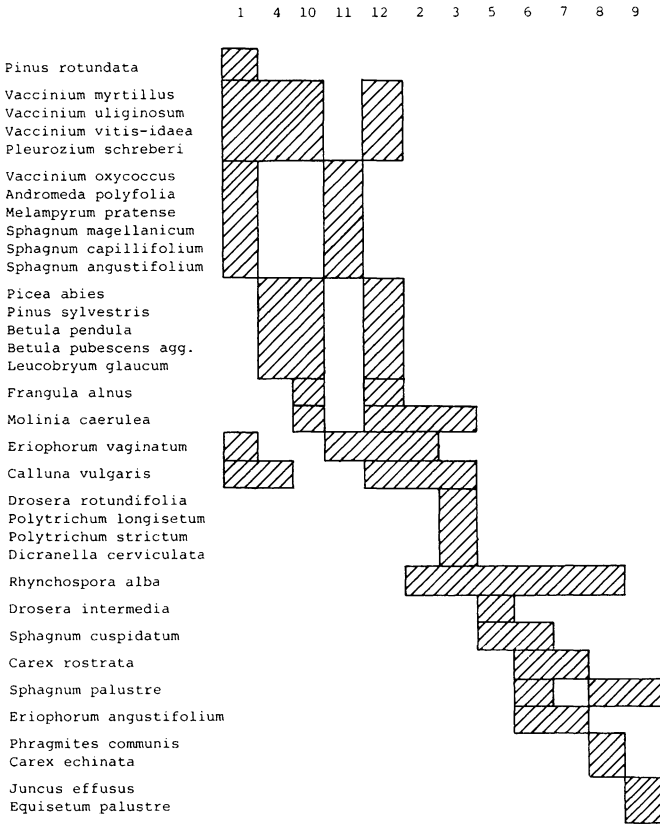 1 4 10 11 12 2 3 5 6 7 8 9
Pinus rotundata
Vaccinium myrtillus
Vaccinium uliginosum
Vaccinium vitis-idaea
Pleurozium schreberi
Vaccinium oxycoccus
Andromeda polyfolia
Melampyrum pratense
Sphagnum magellanicum
Sphagnum capillifolium
Sphagnum angustifolium
Picea abies
Pinus sylvestris
Betula pendula
Betula pubescens agg.
Leucobryum glaucum
Frangula alnus
Molinia caerulea
Eriophorum vaginatum
Calluna vulgaris
Drosera rotundifolia
Polytrichum longisetum
Polytrichum strictum
Dicranella cerviculata
Rhynchospora alba
Drosera intermedia
Sphagnum cuspidatum
Carex rostrata
Sphagnum palustre
Eriophorum angustifolium
Phragmites communis
Carex echinata
Juncus effusus
Equisetum palustre